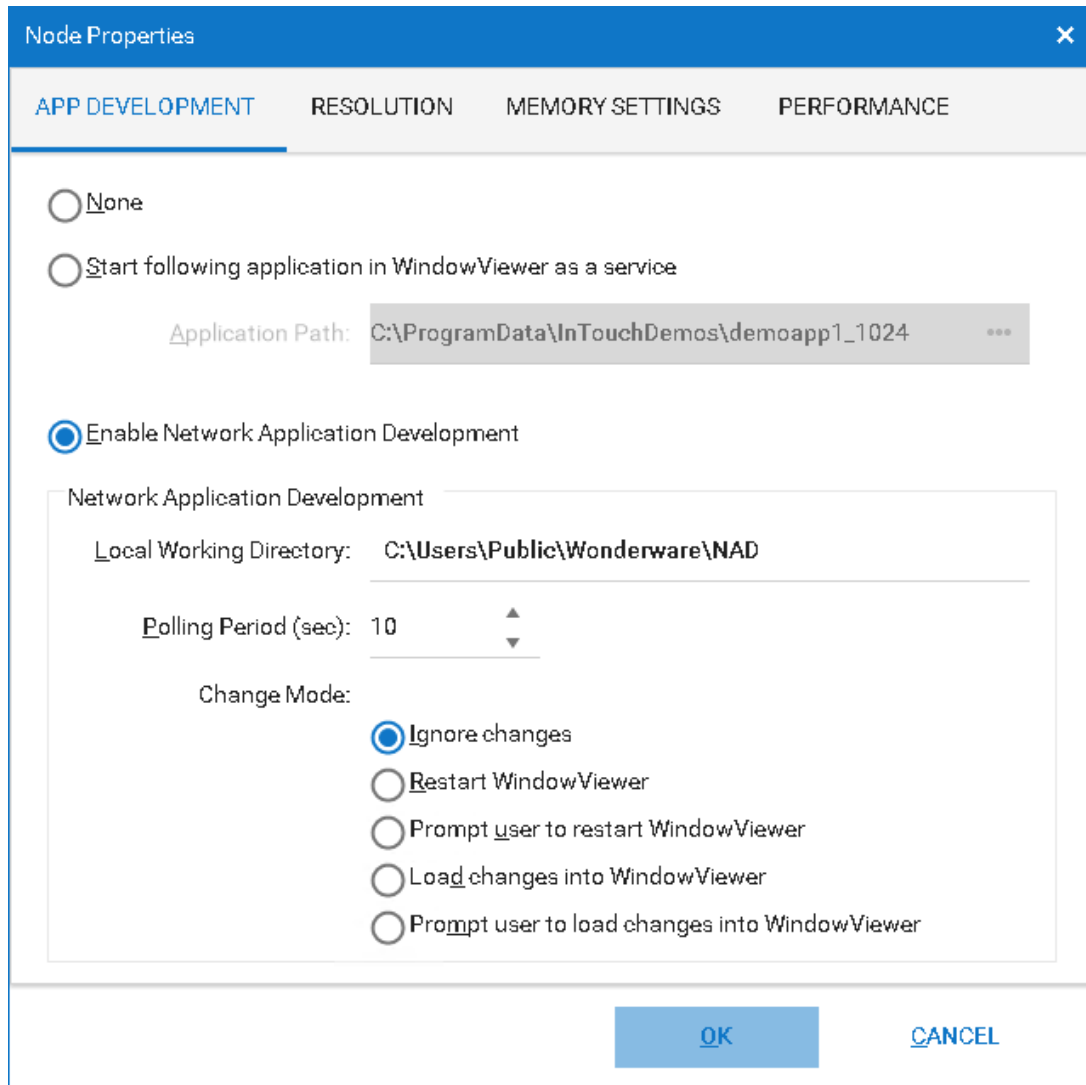 Node Properties
APP DEVELOPMENT RESOLUTION MEMORY SETTINGS PERFORMANCE
None
Start following application in WindowViewer as a service
Application Path: C:\ProgramData\InTouchDemos\demoapp1_1024 •••
Enable Network Application Development
Network Application Development
Local Working Directory: C:\Users\Public\Wonderware\NAD
Polling Period (sec): 10
Change Mode:
Ignore changes
Restart WindowViewer
Prompt user to restart WindowViewer
Load changes into WindowViewer
Prompt user to load changes into WindowViewer
OK CANCEL